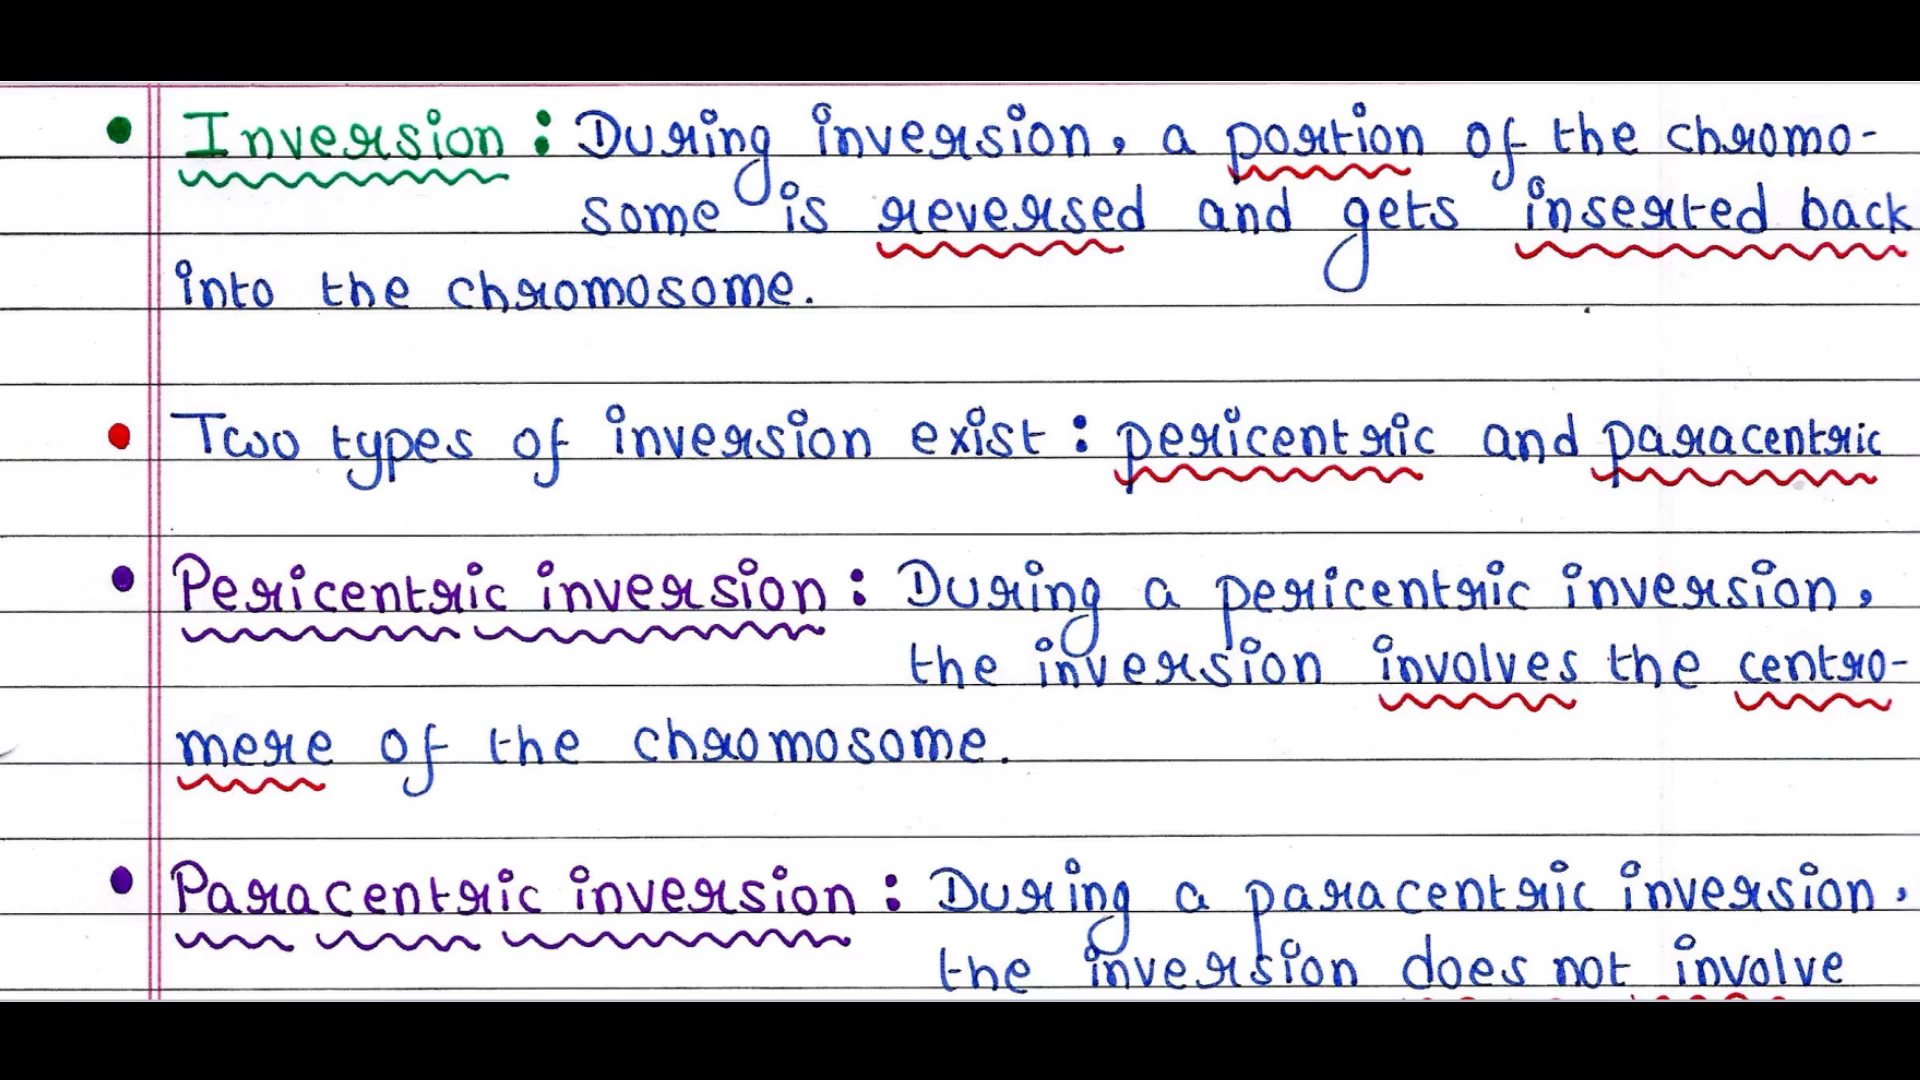 • Inversion : During inversion, a portion of the chromo-
some is reversed and gets inserted back
into the chromosome.
• Two types of inversion exist : pericentric and paracentric
• Pericentric inversion : During a pericentric inversion,
the inversion involves the centro-
mere of the chromosome.
• Paracentric inversion : During a paracentric inversion,
the inversion does not involve